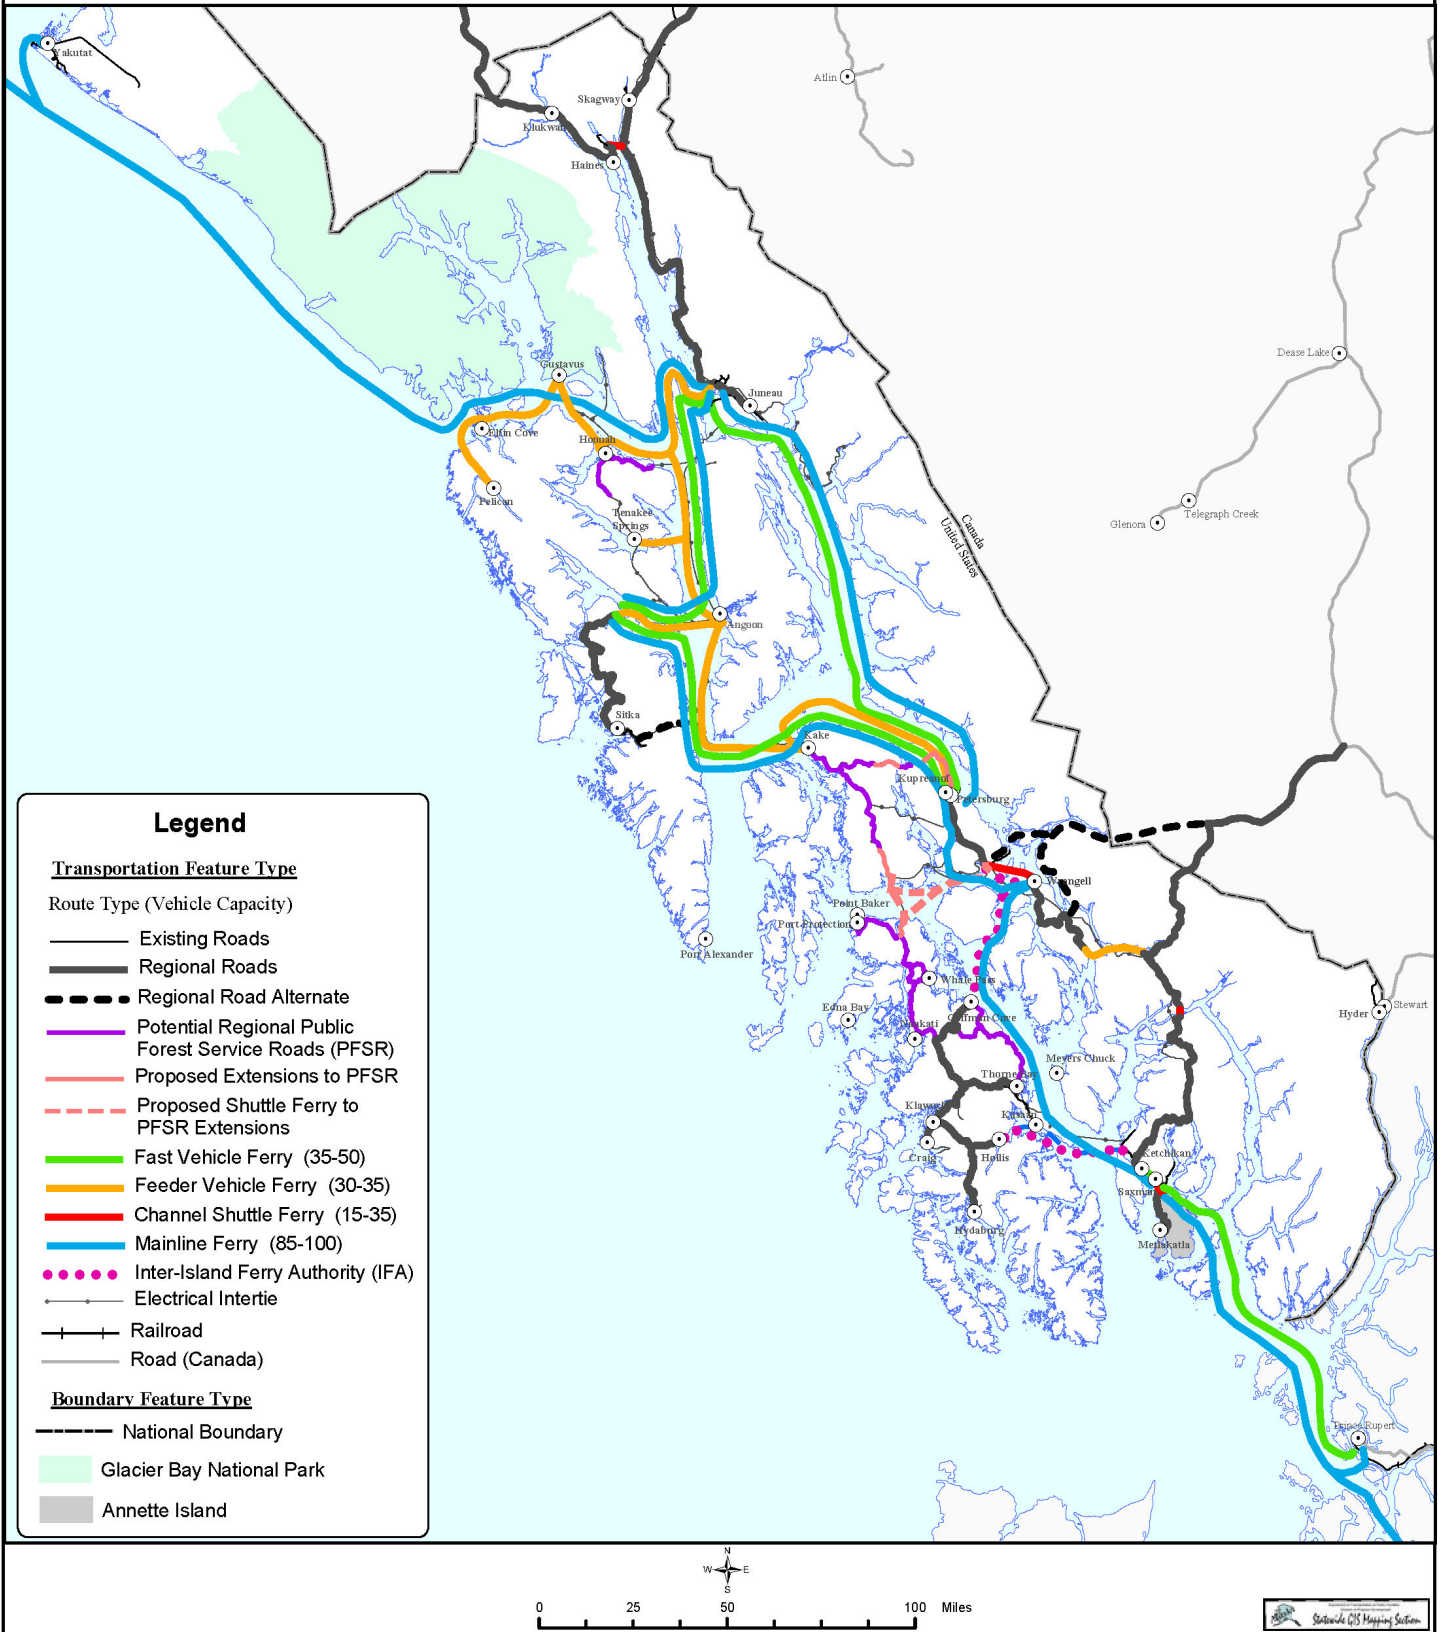 Yakutat
Atlin
Skagway
Klukwan
Haines
Dease Lake
Gustavus
Juneau
Elfin Cove
Hoonah
Pelican
Telegraph Creek
Glenora
Canada
United States
Tenakee
Springs
Angoon
Sitka
Kake
Kupreanof
Petersburg
Wrangell
Point Baker
Port Protection
Port Alexander
Whale Pass
Edna Bay
Coffman Cove
Naukati
Stewart
Hyder
Meyers Chuck
Thorne Bay
Klawock
Kasaan
Craig
Hollis
Ketchikan
Saxman
Hydaburg
Metlakatla
Prince Rupert
Legend
Transportation Feature Type
Route Type (Vehicle Capacity)
Existing Roads
Regional Roads
Regional Road Alternate
Potential Regional Public
Forest Service Roads (PFSR)
Proposed Extensions to PFSR
Proposed Shuttle Ferry to
PFSR Extensions
Fast Vehicle Ferry (35-50)
Feeder Vehicle Ferry (30-35)
Channel Shuttle Ferry (15-35)
Mainline Ferry (85-100)
Inter-Island Ferry Authority (IFA)
Electrical Intertie
Railroad
Road (Canada)
Boundary Feature Type
National Boundary
Glacier Bay National Park
Annette Island
N
W E
S
0 25 50 100 Miles
Statewide GIS Mapping Section